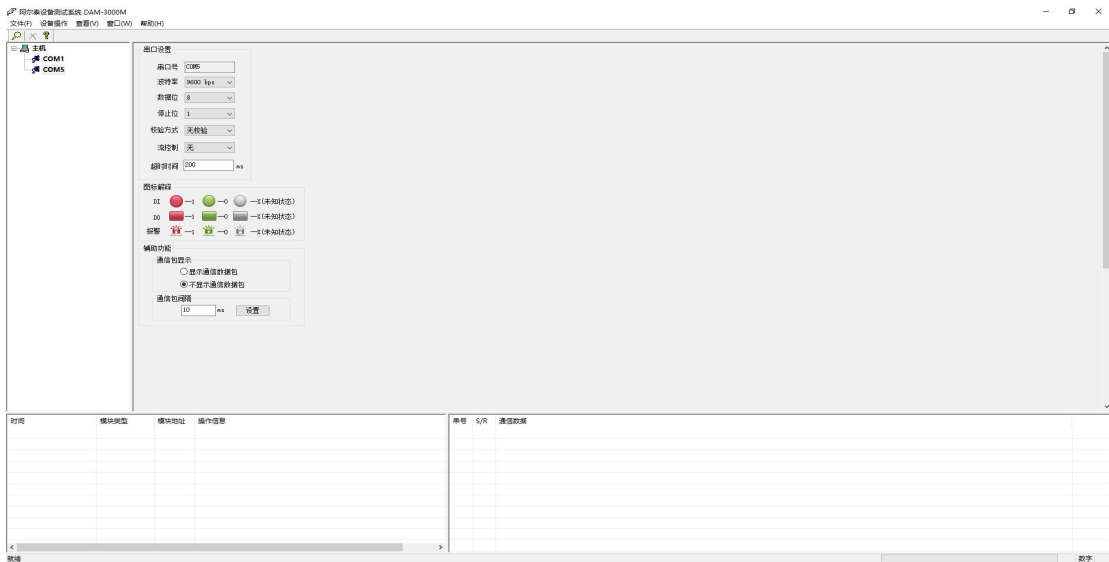 阿尔泰设备测试系统 DAM-3000M
文件(F) 设备操作 查看(V) 窗口(W) 帮助(H)
主机
COM1
COM5
串口设置
串口号 COM5
波特率 9600 bps
数据位 8
停止位 1
校验方式 无校验
流控制 无
超时时间 200 ms
图标解释
DI —1 —0 —X(未知状态)
DO —1 —0 —X(未知状态)
报警 —1 —0 —X(未知状态)
辅助功能
通信包显示
显示通信数据包
不显示通信数据包
通信包间隔
10 ms 设置
时间 模块类型 模块地址 操作信息
串号 S/R 通信数据
就绪 数字